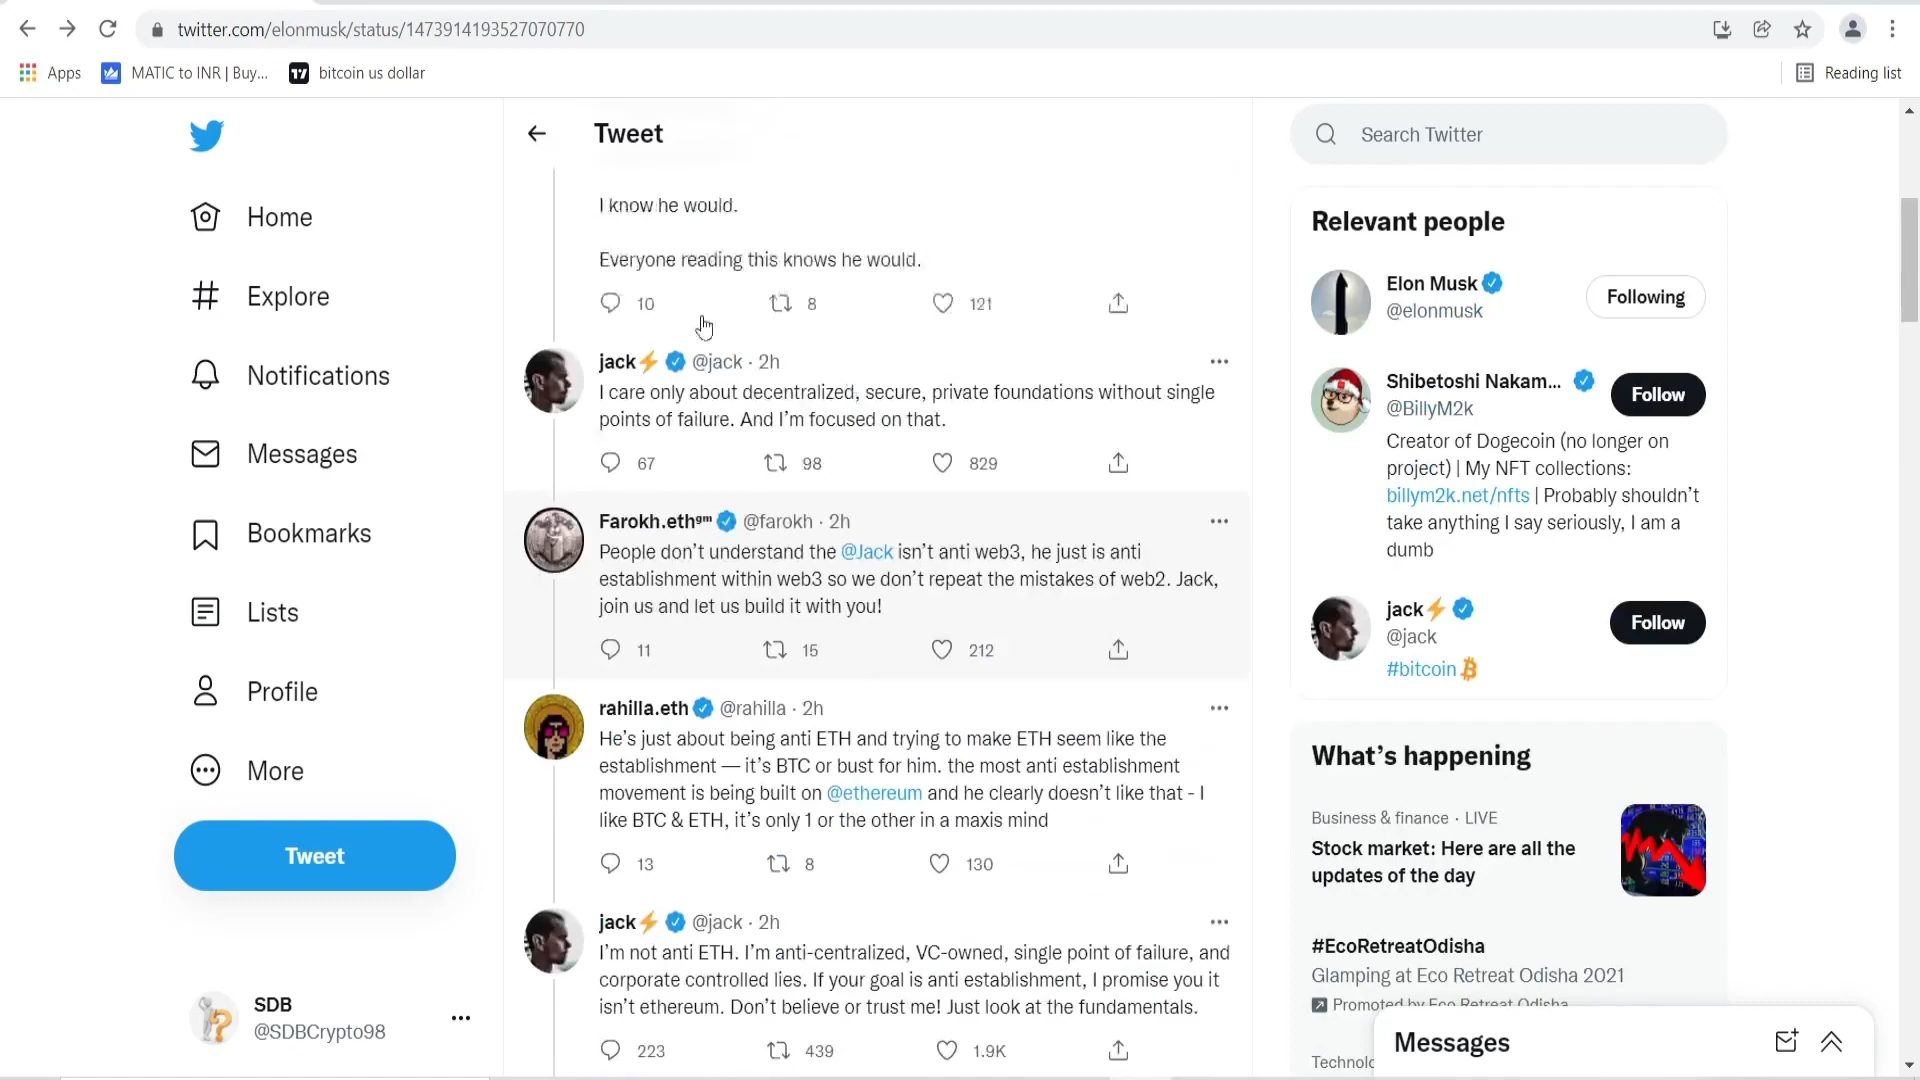 twitter.com/elonmusk/status/1473914193527070770
Apps
MATIC to INR | Buy...
bitcoin us dollar
Reading list
Home
Explore
Notifications
Messages
Bookmarks
Lists
Profile
More
Tweet
SDB
@SDBCrypto98
Tweet
I know he would.
Everyone reading this knows he would.
10 8 121
jack⚡ @jack · 2h
I care only about decentralized, secure, private foundations without single
points of failure. And I’m focused on that.
67 98 829
Farokh.ethᵍᵐ @farokh · 2h
People don’t understand the @Jack isn’t anti web3, he just is anti
establishment within web3 so we don’t repeat the mistakes of web2. Jack,
join us and let us build it with you!
11 15 212
rahilla.eth @rahilla · 2h
He’s just about being anti ETH and trying to make ETH seem like the
establishment — it’s BTC or bust for him. the most anti establishment
movement is being built on @ethereum and he clearly doesn’t like that - I
like BTC & ETH, it’s only 1 or the other in a maxis mind
13 8 130
jack⚡ @jack · 2h
I’m not anti ETH. I’m anti-centralized, VC-owned, single point of failure, and
corporate controlled lies. If your goal is anti establishment, I promise you it
isn’t ethereum. Don’t believe or trust me! Just look at the fundamentals.
223 439 1.9K
Search Twitter
Relevant people
Elon Musk
@elonmusk
Following
Shibetoshi Nakam...
@BillyM2k
Follow
Creator of Dogecoin (no longer on
project) | My NFT collections:
billym2k.net/nfts | Probably shouldn’t
take anything I say seriously, I am a
dumb
jack⚡
@jack
Follow
#bitcoin
What’s happening
Business & finance · LIVE
Stock market: Here are all the
updates of the day
#EcoRetreatOdisha
Glamping at Eco Retreat Odisha 2021
Promoted by Eco Retreat Odisha
Messages